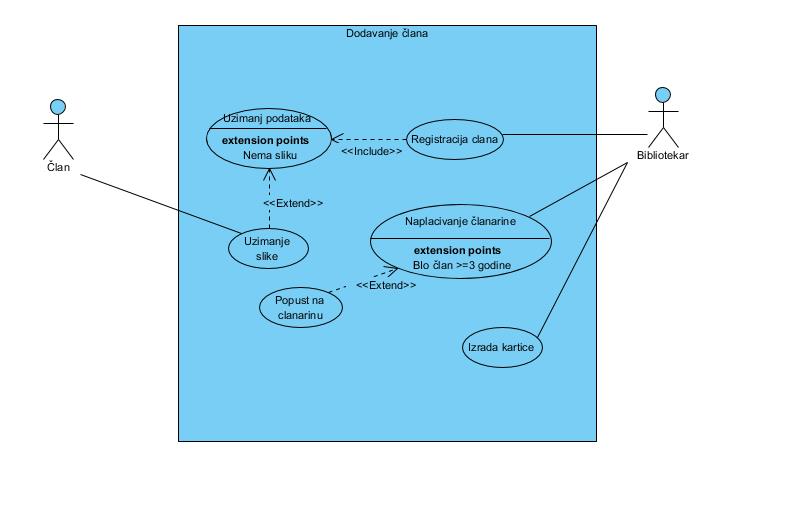 Dodavanje člana
Uzimanj podataka
extension points
Nema sliku
<<Include>>
Registracija clana
Član
Bibliotekar
<<Extend>>
Uzimanje
slike
Naplacivanje članarine
extension points
BIo član >=3 godine
<<Extend>>
Popust na
clanarinu
Izrada kartice